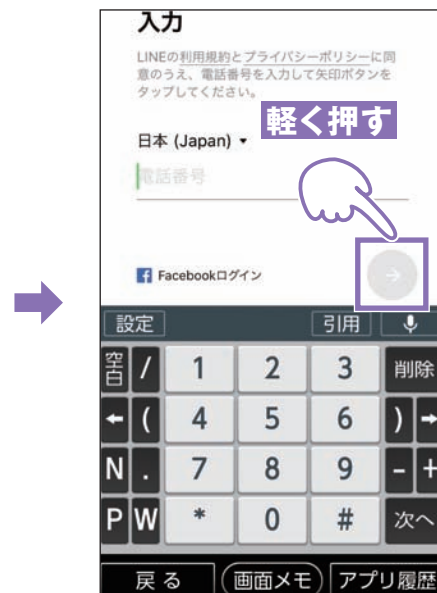 入力
LINEの利用規約とプライバシーポリシーに同
意のうえ、電話番号を入力して矢印ボタンを
タップしてください。
軽く押す
日本 (Japan)
電話番号
f Facebookログイン
設定 引用
空白 / 1 2 3 削除
( 4 5 6 )
N . 7 8 9 - +
P W * 0 # 次へ
戻る 画面メモ アプリ履歴